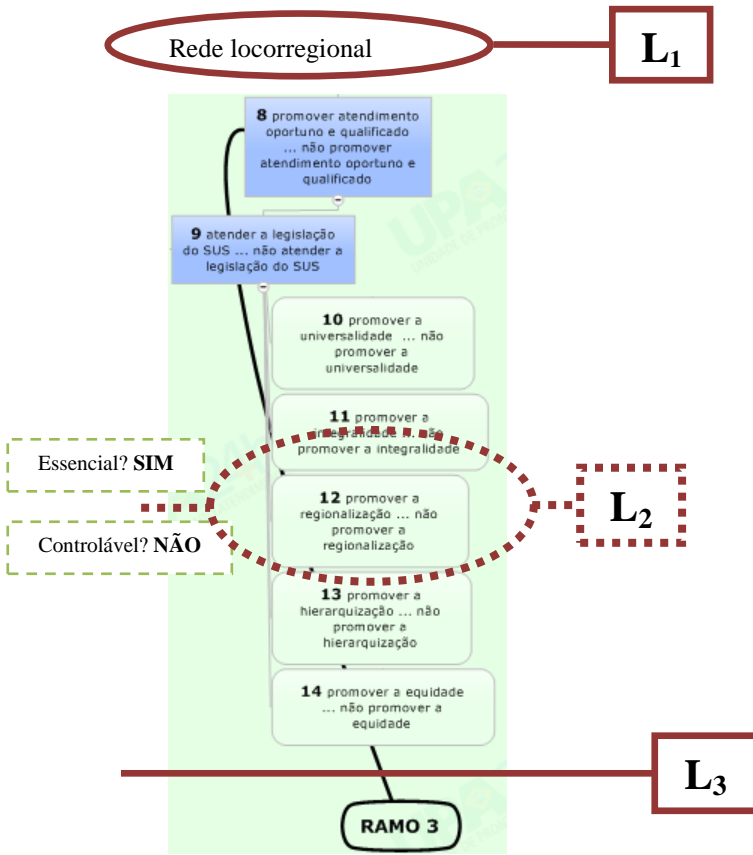 Rede locorregional
L₁
8 promover atendimento
oportuno e qualificado
... não promover
atendimento oportuno e
qualificado
UPA
9 atender a legislação
do SUS ... não atender a
legislação do SUS
10 promover a
universalidade ... não
promover a
universalidade
11 promover a
integralidade ... não
promover a integralidade
Essencial? SIM
12 promover a
regionalização ... não
promover a
regionalização
L₂
Controlável? NÃO
13 promover a
hierarquização ... não
promover a
hierarquização
14 promover a equidade
... não promover a
equidade
L₃
RAMO 3